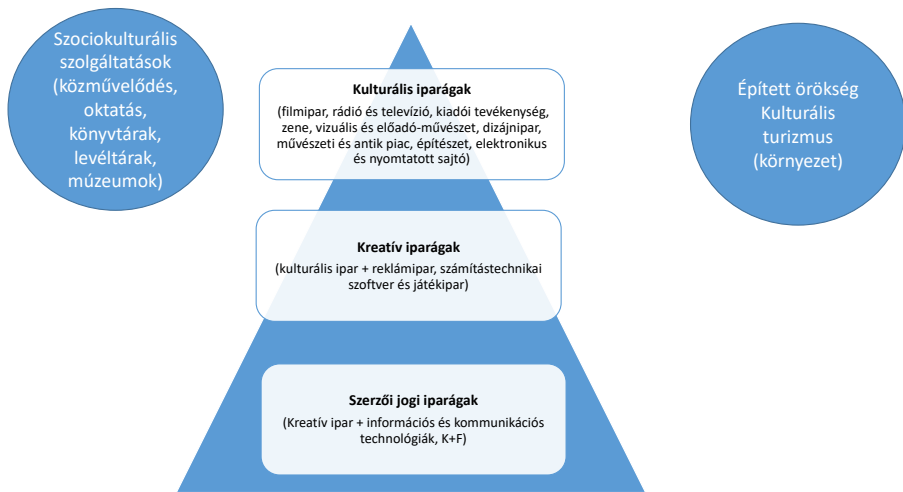 Szociokulturális
szolgáltatások
(közművelődés,
oktatás,
könyvtárak,
levéltárak,
múzeumok)
Kulturális iparágak
(filmipar, rádió és televízió, kiadói tevékenység,
zene, vizuális és előadó-művészet, dizájnipar,
művészeti és antik piac, építészet, elektronikus
és nyomtatott sajtó)
Épített örökség
Kulturális
turizmus
(környezet)
Kreatív iparágak
(kulturális ipar + reklámipar, számítástechnikai
szoftver és játékipar)
Szerzői jogi iparágak
(Kreatív ipar + információs és kommunikációs
technológiák, K+F)